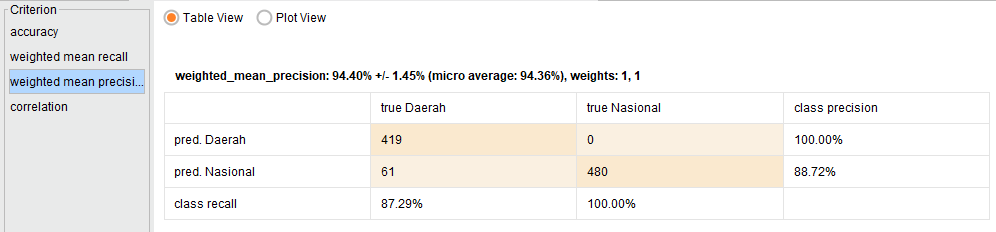 Criterion
accuracy
weighted mean recall
weighted mean precisi...
correlation
Table View Plot View
weighted_mean_precision: 94.40% +/- 1.45% (micro average: 94.36%), weights: 1, 1
true Daerah true Nasional class precision
pred. Daerah 419 0 100.00%
pred. Nasional 61 480 88.72%
class recall 87.29% 100.00%